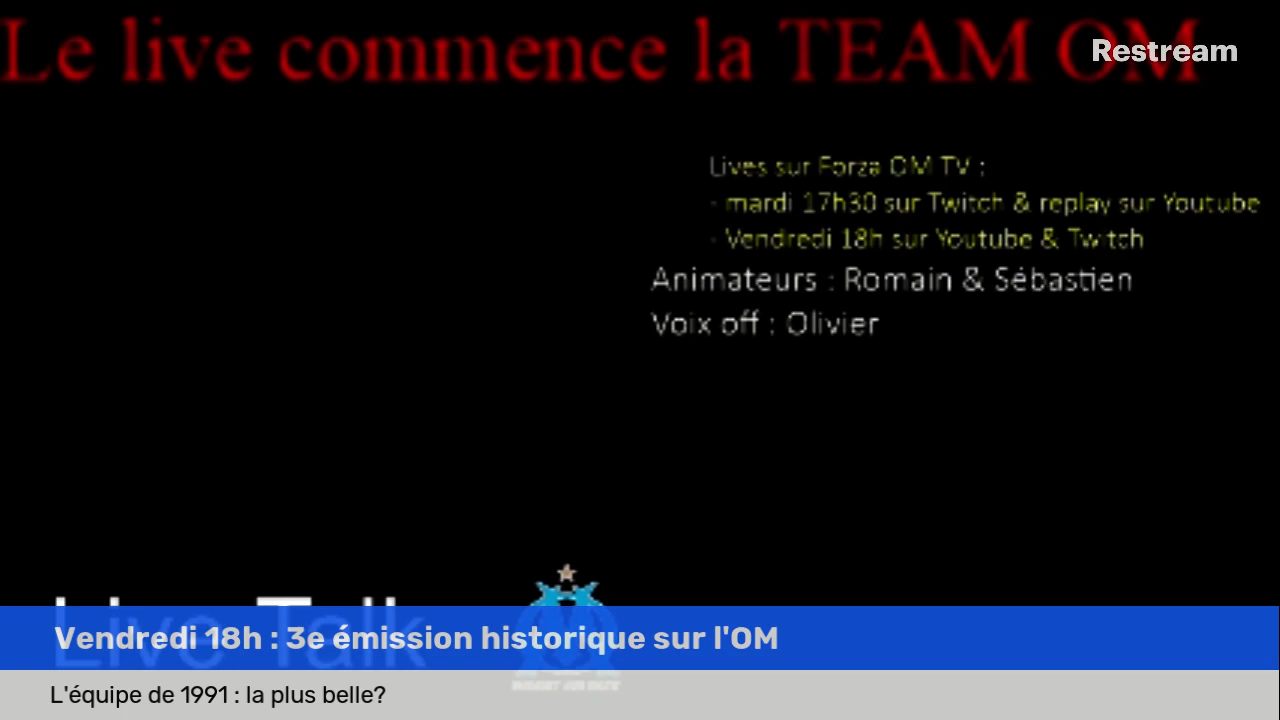 Le live commence la TEAM OM
Restream
Lives sur Forza OM TV :
- mardi 17h30 sur Twitch & replay sur Youtube
- Vendredi 18h sur Youtube & Twitch
Animateurs : Romain & Sébastien
Voix off : Olivier
Live Talk
Vendredi 18h : 3e émission historique sur l'OM
L'équipe de 1991 : la plus belle?